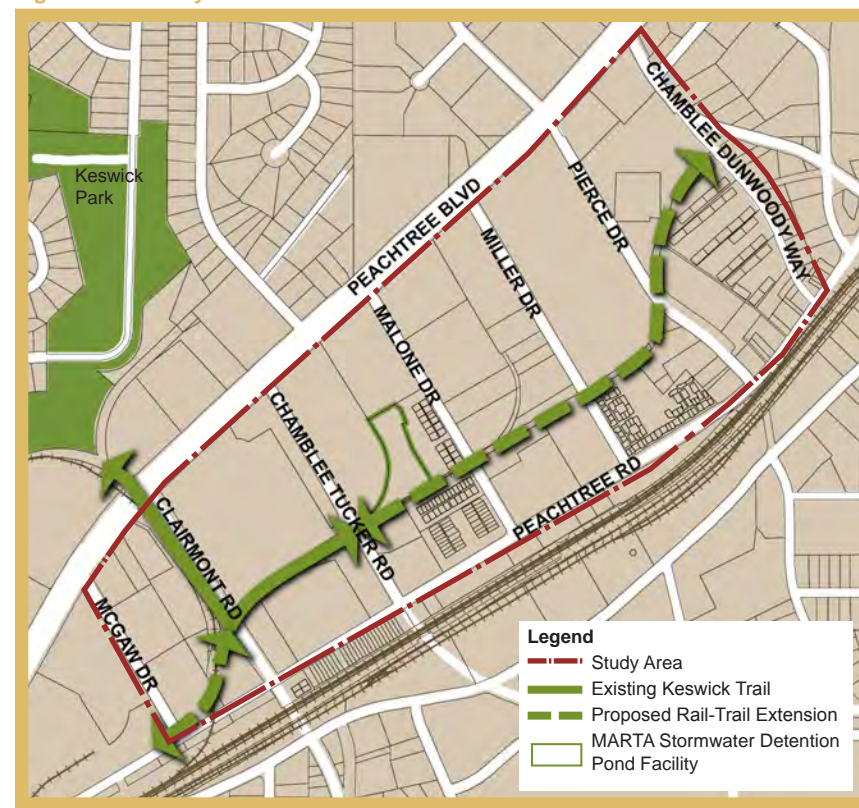 Keswick
Park
PEACHTREE BLVD
CHAMBLEE DUNWOODY WAY
PIERCE DR
MILLER DR
MALONE DR
CHAMBLEE TUCKER RD
PEACHTREE RD
CLAIRMONT RD
MCGAW DR
Legend
Study Area
Existing Keswick Trail
Proposed Rail-Trail Extension
MARTA Stormwater Detention
Pond Facility